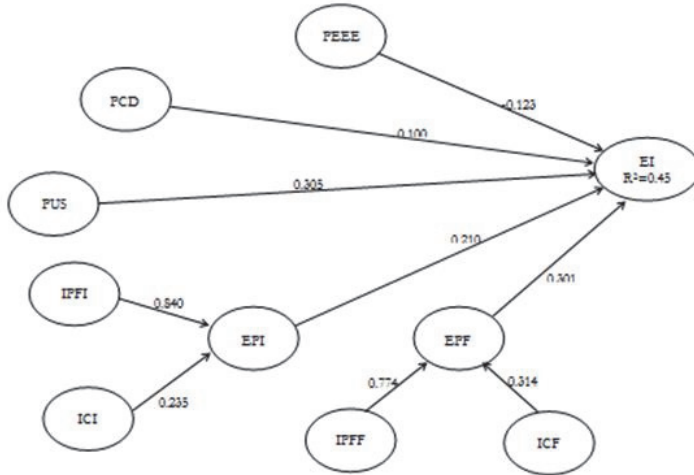 PEEE
-0.123
PCD
0.100
EI
R²=0.45
PUS
0.305
0.210
IPFI
0.840
0.301
EPI
EPF
0.774
0.314
ICI
0.235
IPFF
ICF